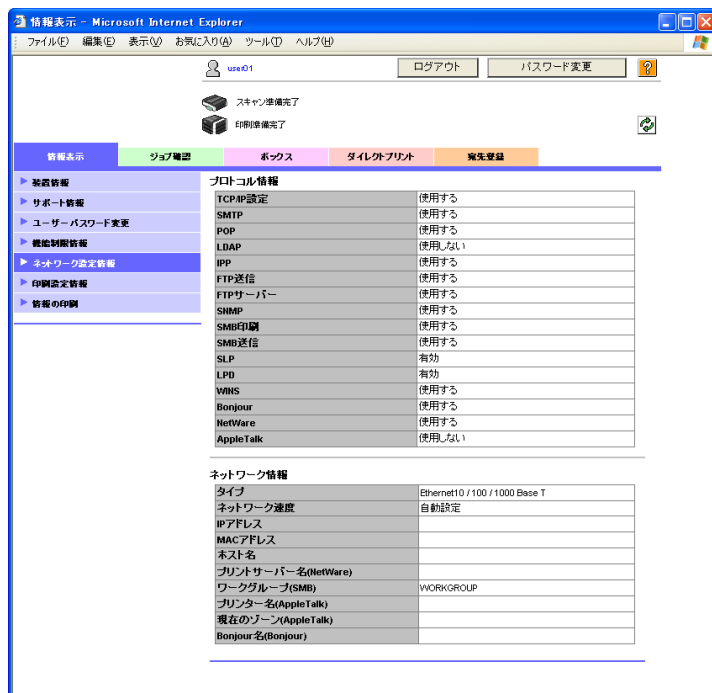 情報表示 - Microsoft Internet Explorer
ファイル(F) 編集(E) 表示(V) お気に入り(A) ツール(T) ヘルプ(H)
user01 ログアウト パスワード変更 ?
スキャン準備完了
印刷準備完了
情報表示 ジョブ確認 ボックス ダイレクトプリント 宛先登録
装置情報
サポート情報
ユーザーパスワード変更
機能制限情報
ネットワーク設定情報
印刷設定情報
情報の印刷
プロトコル情報
TCP/IP設定 使用する
SMTP 使用する
POP 使用する
LDAP 使用しない
IPP 使用する
FTP送信 使用する
FTPサーバー 使用する
SNMP 使用する
SMB印刷 使用する
SMB送信 使用する
SLP 有効
LPD 有効
WINS 使用する
Bonjour 使用する
NetWare 使用する
AppleTalk 使用しない
ネットワーク情報
タイプ Ethernet10 / 100 / 1000 Base T
ネットワーク速度 自動設定
IPアドレス
MACアドレス
ホスト名
プリントサーバー名(NetWare)
ワークグループ(SMB) WORKGROUP
プリンター名(AppleTalk)
現在のゾーン(AppleTalk)
Bonjour名(Bonjour)